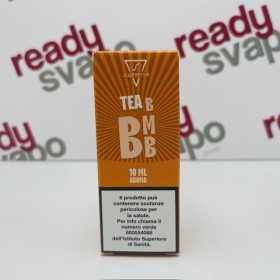 ready
svapo
ready
svapo
SUPREM-E
TEA B
B M
B
10 ML
AROMA
Il prodotto può
contenere sostanze
pericolose per
la salute.
Per info chiama il
numero verde
800554088
dell'Istituto Superiore
di Sanità.